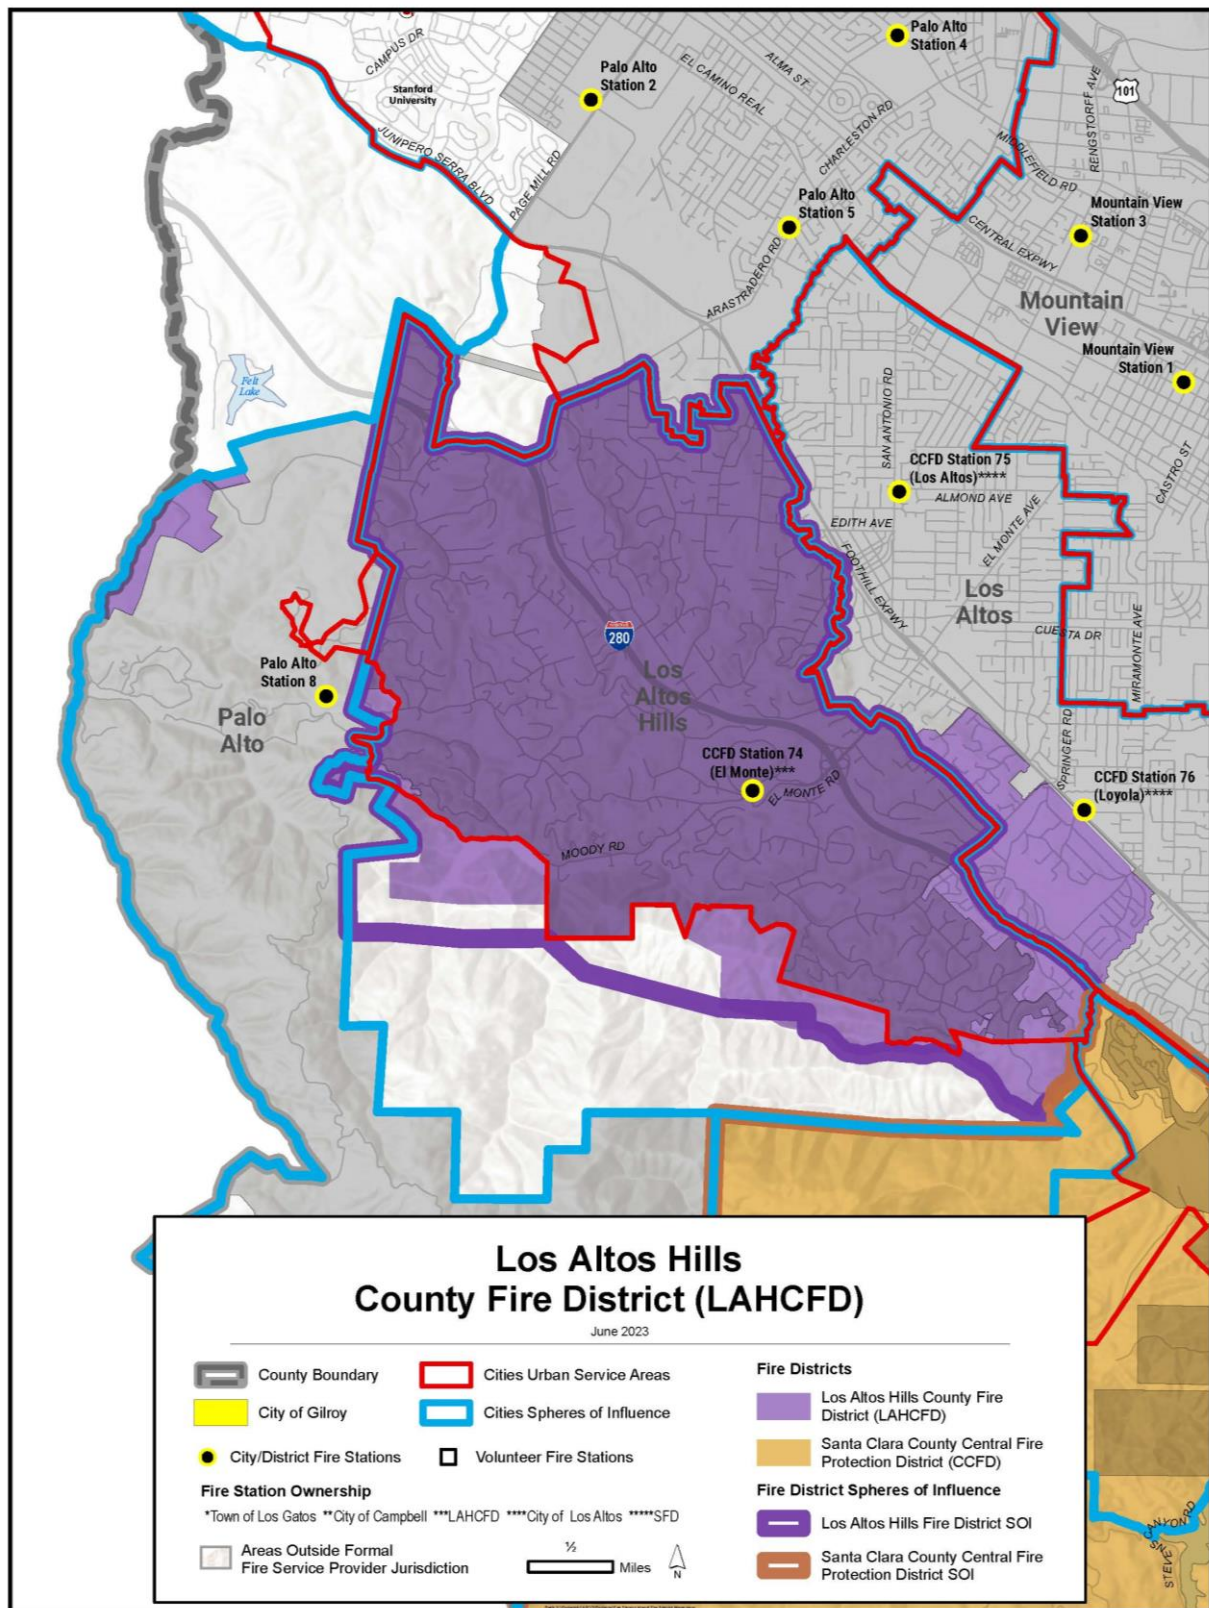 Palo Alto
Station 4
CAMPUS DR
Palo Alto
Station 2
EL CAMINO REAL
ALMA ST
101
RENGSTORFF AVE
Stanford
University
JUNIPERO SERRA BLVD
PAGE MILL RD
CHARLESTON RD
MIDDLEFIELD RD
Palo Alto
Station 5
Mountain View
Station 3
CENTRAL EXPWY
ARASTRADERO RD
Mountain
View
Mountain View
Station 1
Felt
Lake
SAN ANTONIO RD
CASTRO ST
CCFD Station 75
(Los Altos)****
ALMOND AVE
EDITH AVE
EL MONTE AVE
FOOTHILL EXPWY
Los
Altos
CUESTA DR
MIRAMONTE AVE
280
Los
Altos
Hills
Palo Alto
Station 8
Palo
Alto
SPRINGER RD
CCFD Station 74
(El Monte)***
EL MONTE RD
CCFD Station 76
(Loyola)****
MOODY RD
Los Altos Hills
County Fire District (LAHCFD)
June 2023
County Boundary
City of Gilroy
City/District Fire Stations
Cities Urban Service Areas
Cities Spheres of Influence
Volunteer Fire Stations
Fire Station Ownership
*Town of Los Gatos **City of Campbell ***LAHCFD ****City of Los Altos *****SFD
Areas Outside Formal
Fire Service Provider Jurisdiction
½
Miles
N
Fire Districts
Los Altos Hills County Fire
District (LAHCFD)
Santa Clara County Central Fire
Protection District (CCFD)
Fire District Spheres of Influence
Los Altos Hills Fire District SOI
Santa Clara County Central Fire
Protection District SOI
CANYON RD